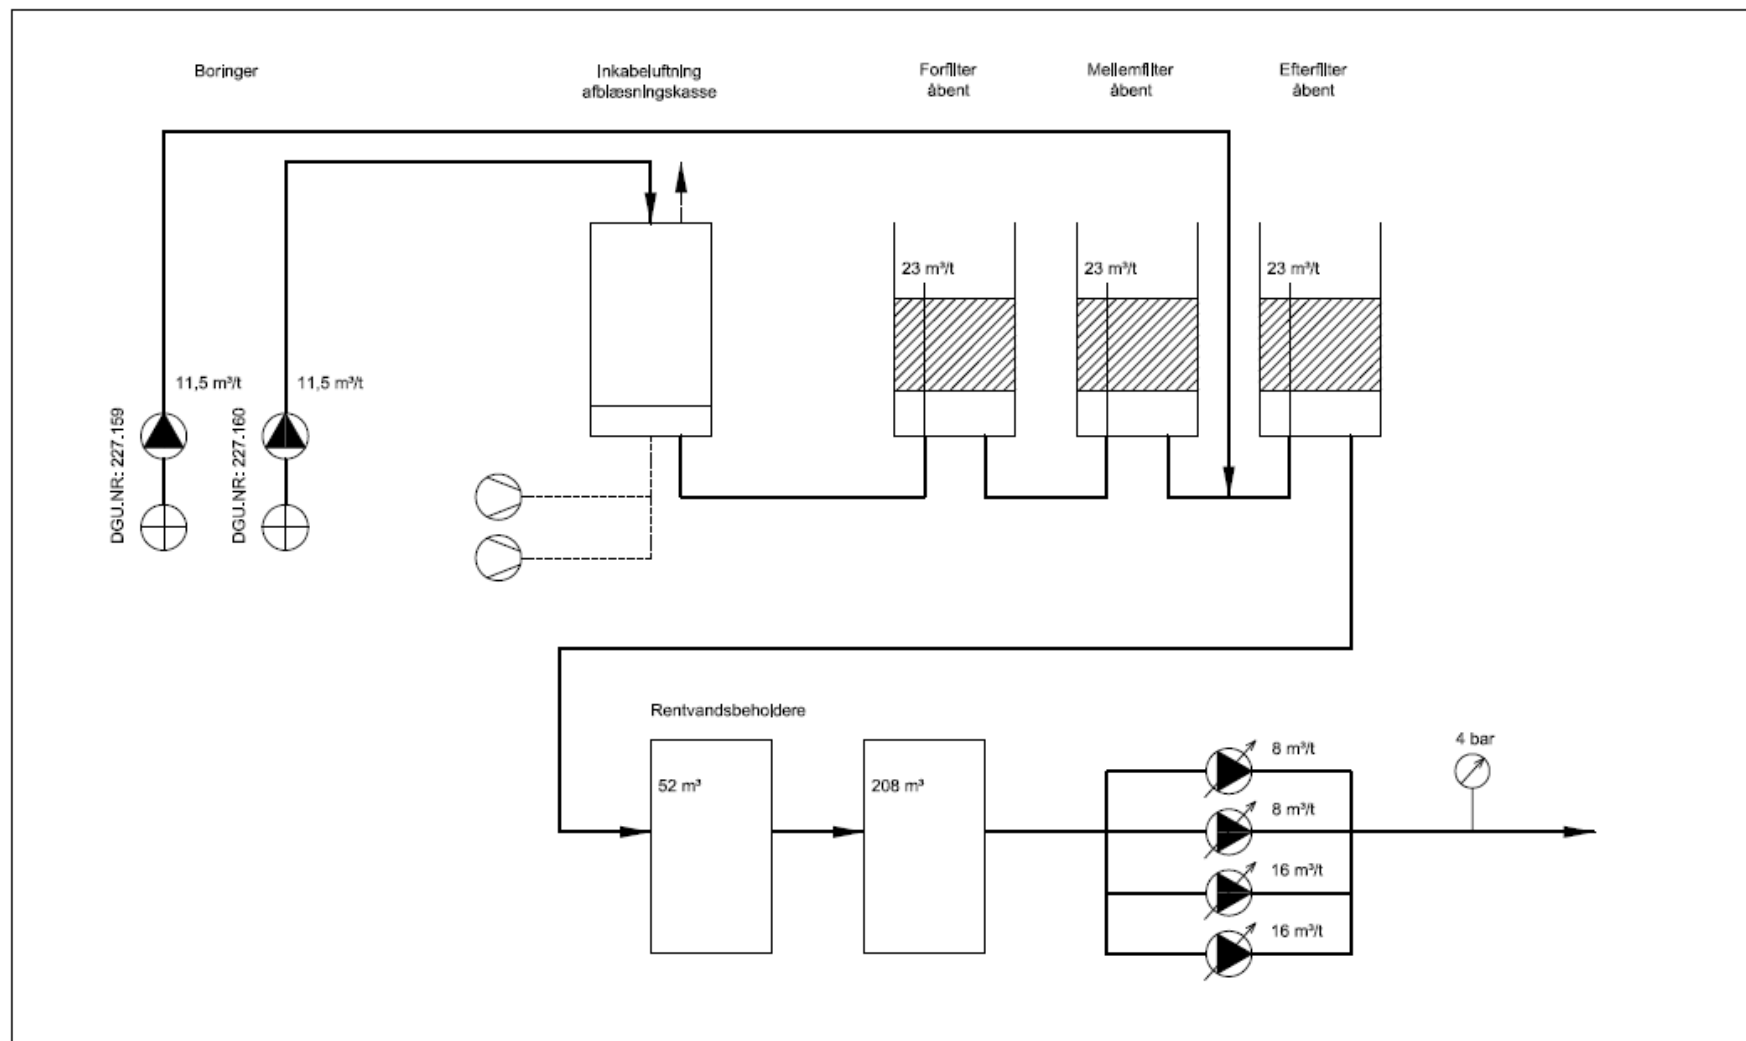 Boringer
Inkabeluftning
afblæsningskasse
Forfilter
åbent
Mellemfilter
åbent
Efterfilter
åbent
23 m³/t
23 m³/t
23 m³/t
11,5 m³/t
11,5 m³/t
DGU.NR: 227.159
DGU.NR: 227.160
Rentvandsbeholdere
52 m³
208 m³
8 m³/t
8 m³/t
16 m³/t
16 m³/t
4 bar